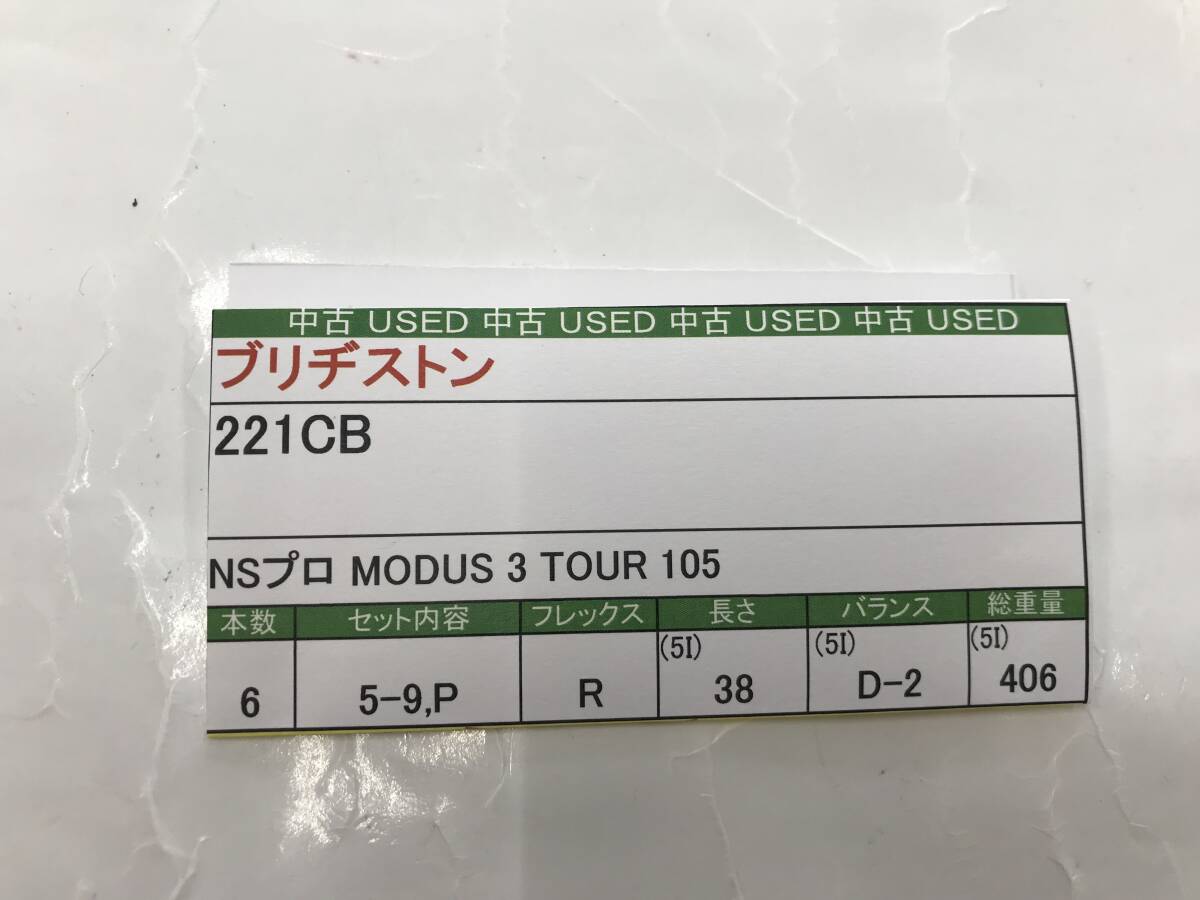 中古 USED 中古 USED 中古 USED 中古 USED
ブリヂストン
221CB
NSプロ MODUS 3 TOUR 105
本数 セット内容 フレックス 長さ バランス 総重量
(5I) (5I) (5I)
6 5-9,P R 38 D-2 406